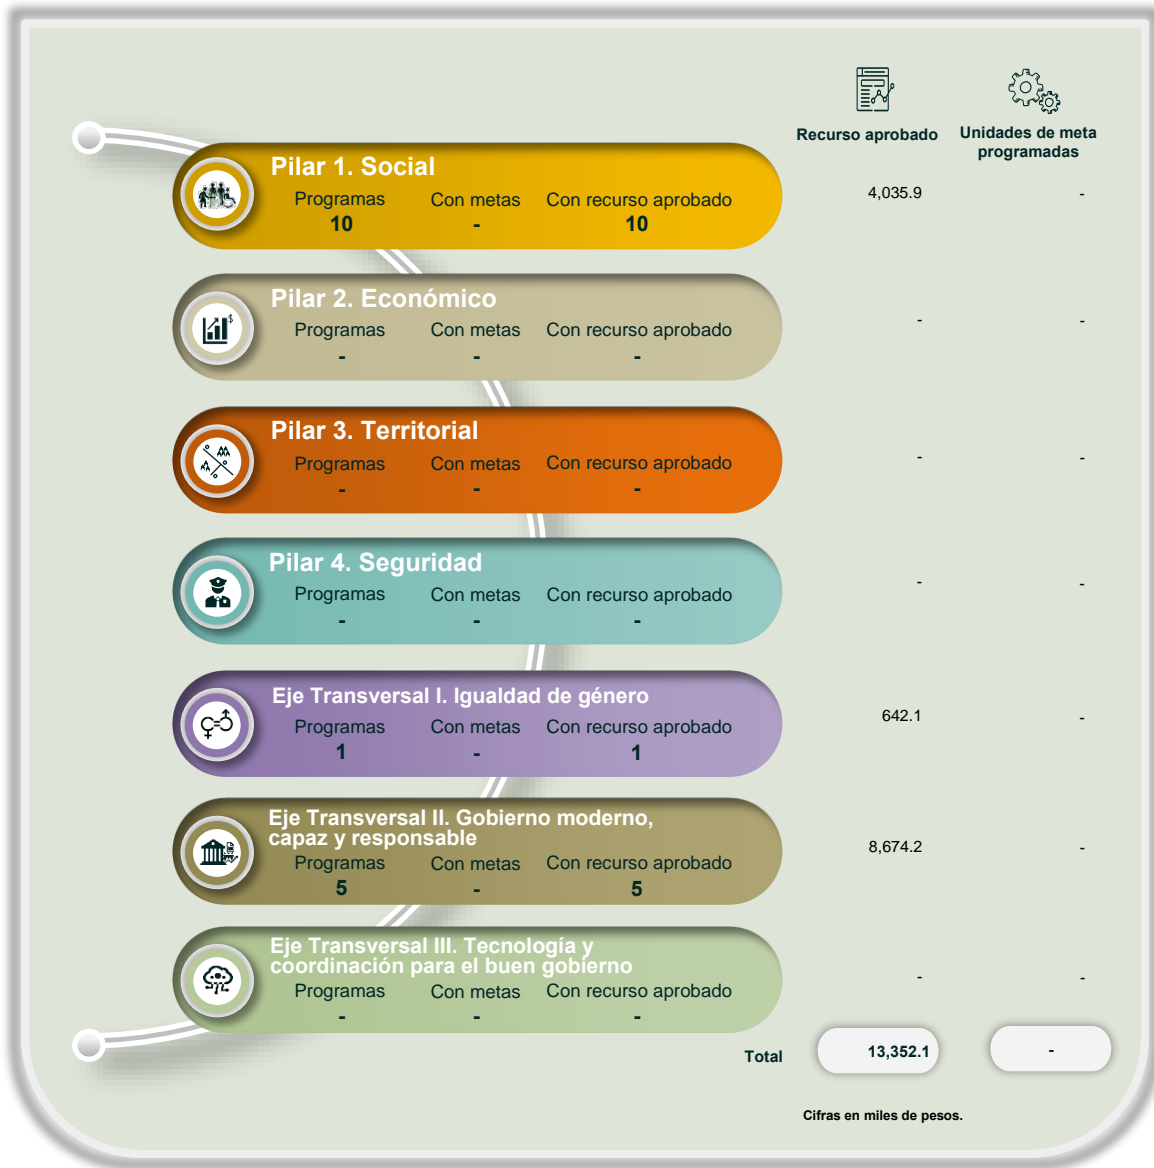 Recurso aprobado
Unidades de meta
programadas
Pilar 1. Social
Programas Con metas Con recurso aprobado
10 - 10
4,035.9 -
Pilar 2. Económico
Programas Con metas Con recurso aprobado
- - -
- -
Pilar 3. Territorial
Programas Con metas Con recurso aprobado
- - -
- -
Pilar 4. Seguridad
Programas Con metas Con recurso aprobado
- - -
- -
Eje Transversal I. Igualdad de género
Programas Con metas Con recurso aprobado
1 - 1
642.1 -
Eje Transversal II. Gobierno moderno,
capaz y responsable
Programas Con metas Con recurso aprobado
5 - 5
8,674.2 -
Eje Transversal III. Tecnología y
coordinación para el buen gobierno
Programas Con metas Con recurso aprobado
- - -
- -
Total 13,352.1 -
Cifras en miles de pesos.